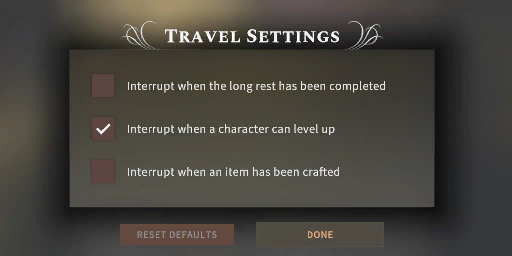 Travel Settings
Interrupt when the long rest has been completed
Interrupt when a character can level up
Interrupt when an item has been crafted
RESET DEFAULTS
DONE